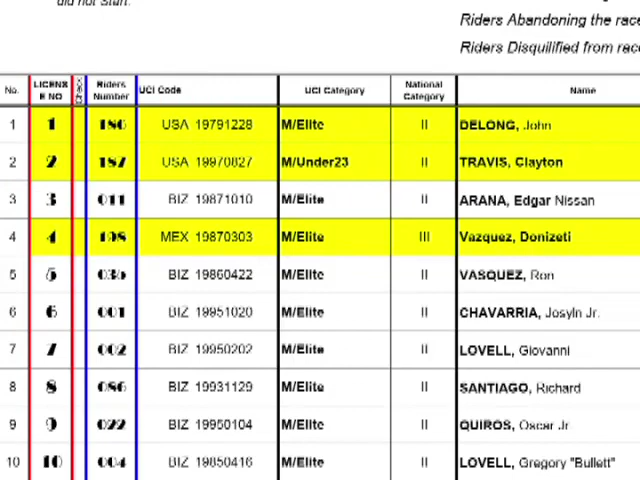 did not Start.
Riders Abandoning the race
Riders Disquilified from race
No. LICENS E NO Check Riders Number UCI Code UCI Category National Category Name
1 1 186 USA 19791228 M/Elite II DELONG, John
2 2 187 USA 19970827 M/Under23 II TRAVIS, Clayton
3 3 011 BIZ 19871010 M/Elite II ARANA, Edgar Nissan
4 4 198 MEX 19870303 M/Elite III Vazquez, Donizeti
5 5 BIZ 19860422 M/Elite II VASQUEZ, Ron
6 6 001 BIZ 19951020 M/Elite II CHAVARRIA, Josyln Jr.
7 7 002 BIZ 19950202 M/Elite II LOVELL, Giovanni
8 8 086 BIZ 19931129 M/Elite II SANTIAGO, Richard
9 9 022 BIZ 19950104 M/Elite II QUIROS, Oscar Jr
10 10 004 BIZ 19850416 M/Elite II LOVELL, Gregory "Bullett"